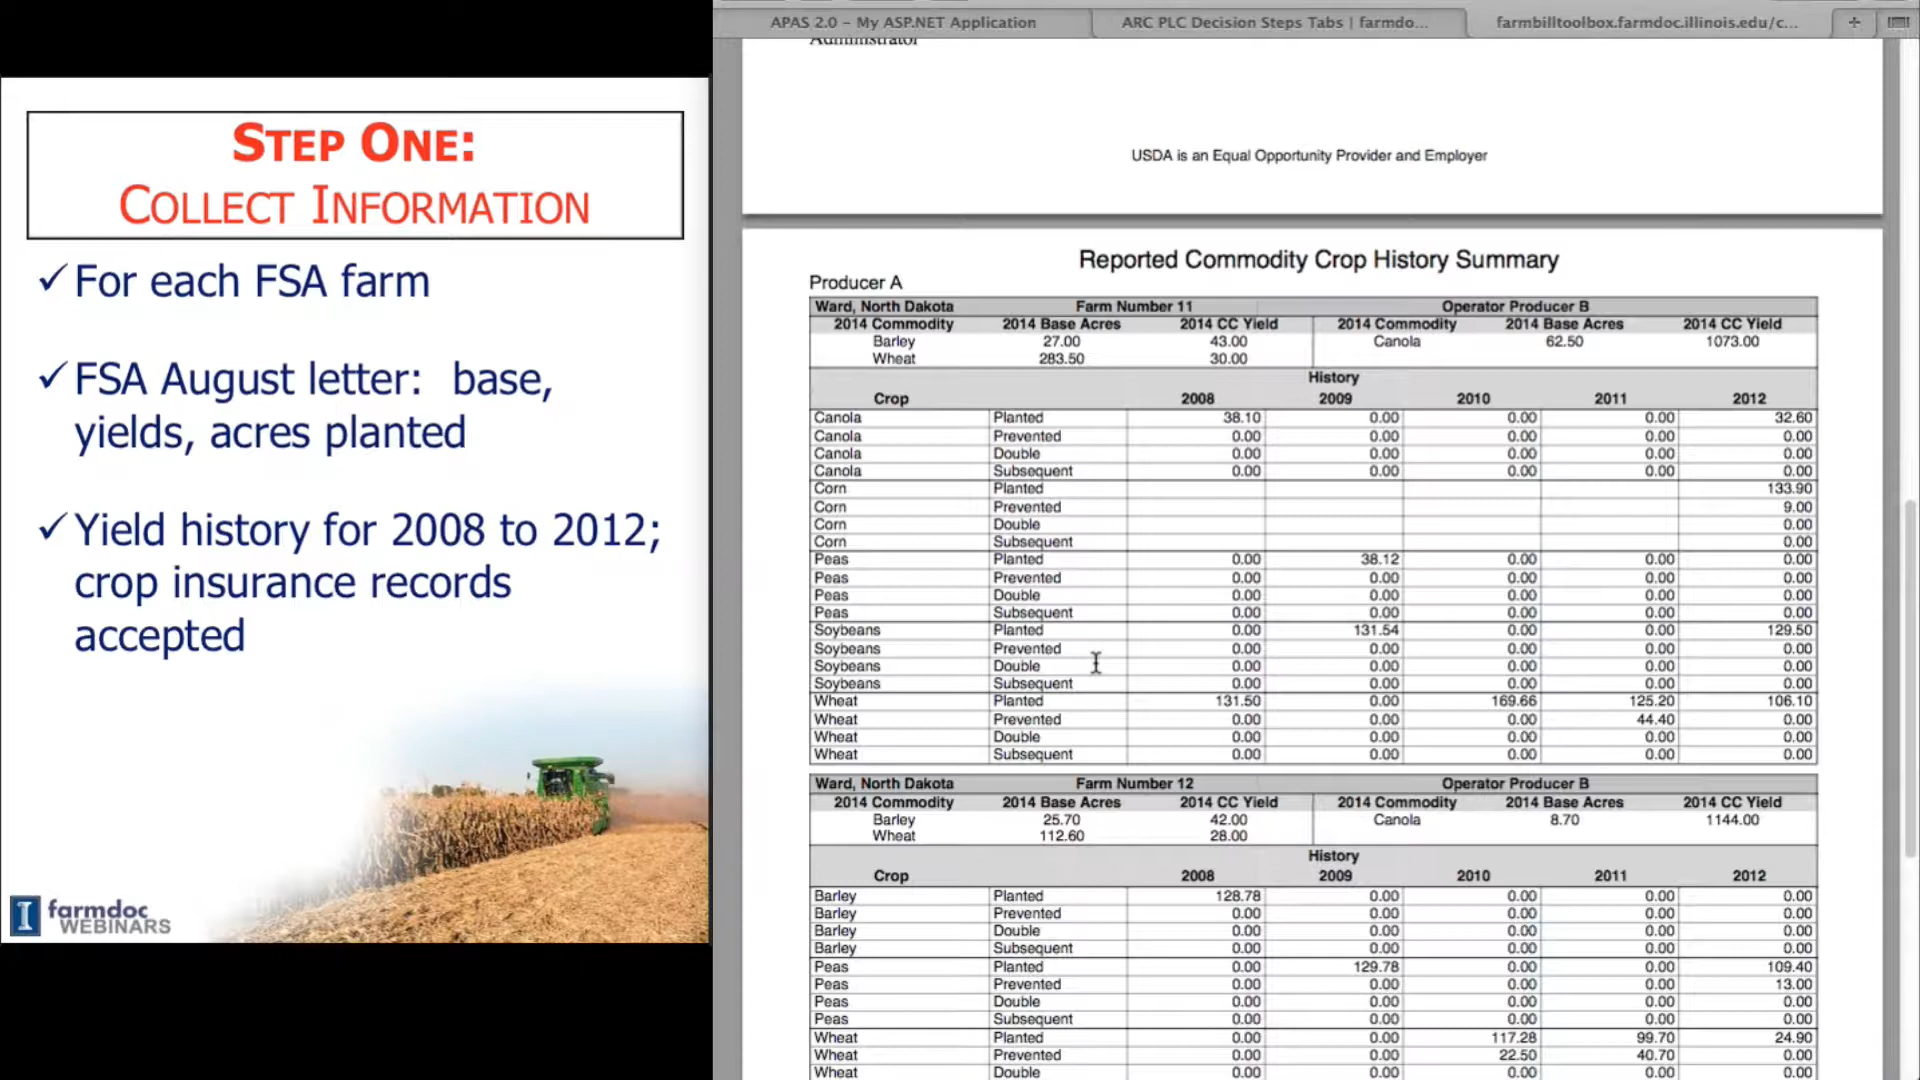 STEP ONE:
COLLECT INFORMATION
✓ For each FSA farm
✓ FSA August letter: base,
yields, acres planted
✓ Yield history for 2008 to 2012;
crop insurance records
accepted
I farmdoc
WEBINARS
APAS 2.0 – My ASP.NET Application
ARC PLC Decision Steps Tabs | farmdo...
farmbilltoolbox.farmdoc.illinois.edu/c...
+
Administrator
USDA is an Equal Opportunity Provider and Employer
Reported Commodity Crop History Summary
Producer A
Ward, North Dakota Farm Number 11 Operator Producer B
2014 Commodity 2014 Base Acres 2014 CC Yield 2014 Commodity 2014 Base Acres 2014 CC Yield
Barley 27.00 43.00 Canola 62.50 1073.00
Wheat 283.50 30.00
History
Crop 2008 2009 2010 2011 2012
Canola Planted 38.10 0.00 0.00 0.00 32.60
Canola Prevented 0.00 0.00 0.00 0.00 0.00
Canola Double 0.00 0.00 0.00 0.00 0.00
Canola Subsequent 0.00 0.00 0.00 0.00 0.00
Corn Planted 133.90
Corn Prevented 9.00
Corn Double 0.00
Corn Subsequent 0.00
Peas Planted 0.00 38.12 0.00 0.00 0.00
Peas Prevented 0.00 0.00 0.00 0.00 0.00
Peas Double 0.00 0.00 0.00 0.00 0.00
Peas Subsequent 0.00 0.00 0.00 0.00 0.00
Soybeans Planted 0.00 131.54 0.00 0.00 129.50
Soybeans Prevented 0.00 0.00 0.00 0.00 0.00
Soybeans Double 0.00 0.00 0.00 0.00 0.00
Soybeans Subsequent 0.00 0.00 0.00 0.00 0.00
Wheat Planted 131.50 0.00 169.66 125.20 106.10
Wheat Prevented 0.00 0.00 0.00 44.40 0.00
Wheat Double 0.00 0.00 0.00 0.00 0.00
Wheat Subsequent 0.00 0.00 0.00 0.00 0.00
Ward, North Dakota Farm Number 12 Operator Producer B
2014 Commodity 2014 Base Acres 2014 CC Yield 2014 Commodity 2014 Base Acres 2014 CC Yield
Barley 25.70 42.00 Canola 8.70 1144.00
Wheat 112.60 28.00
History
Crop 2008 2009 2010 2011 2012
Barley Planted 128.78 0.00 0.00 0.00 0.00
Barley Prevented 0.00 0.00 0.00 0.00 0.00
Barley Double 0.00 0.00 0.00 0.00 0.00
Barley Subsequent 0.00 0.00 0.00 0.00 0.00
Peas Planted 0.00 129.78 0.00 0.00 109.40
Peas Prevented 0.00 0.00 0.00 0.00 13.00
Peas Double 0.00 0.00 0.00 0.00 0.00
Peas Subsequent 0.00 0.00 0.00 0.00 0.00
Wheat Planted 0.00 0.00 117.28 99.70 24.90
Wheat Prevented 0.00 0.00 22.50 40.70 0.00
Wheat Double 0.00 0.00 0.00 0.00 0.00